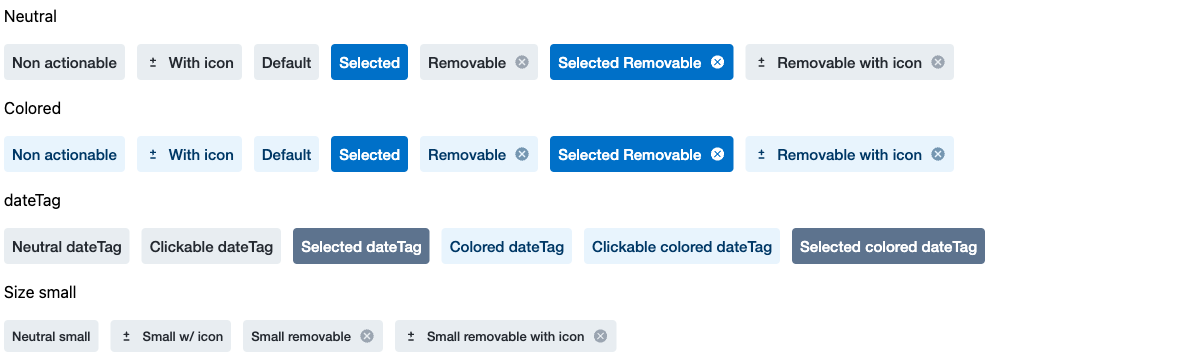 Neutral
Non actionable ± With icon Default Selected Removable Selected Removable ± Removable with icon
Colored
Non actionable ± With icon Default Selected Removable Selected Removable ± Removable with icon
dateTag
Neutral dateTag Clickable dateTag Selected dateTag Colored dateTag Clickable colored dateTag Selected colored dateTag
Size small
Neutral small ± Small w/ icon Small removable ± Small removable with icon